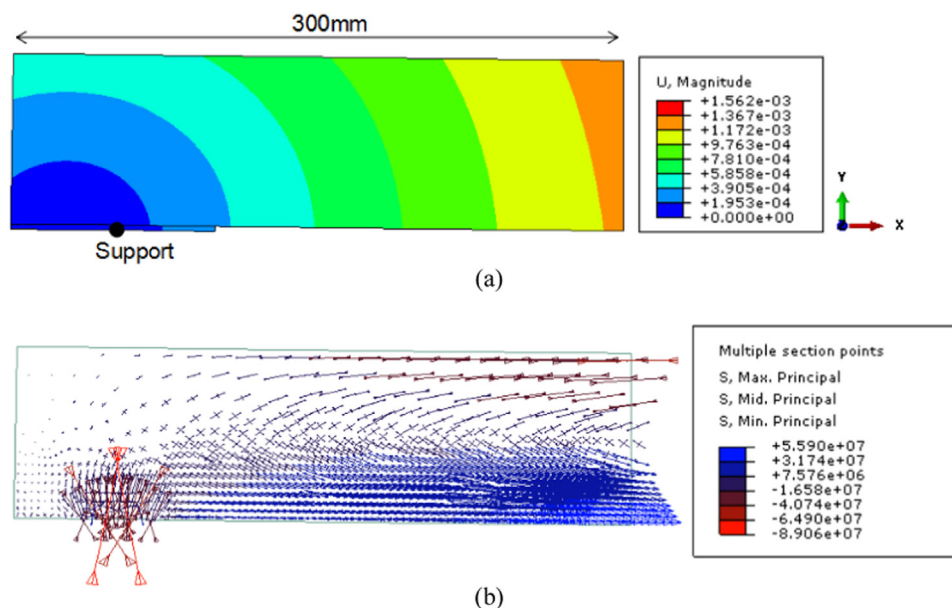 300mm
U, Magnitude
+1.562e-03
+1.367e-03
+1.172e-03
+9.763e-04
+7.810e-04
+5.858e-04
+3.905e-04
+1.953e-04
+0.000e+00
Y
X
Support
(a)
Multiple section points
S, Max. Principal
S, Mid. Principal
S, Min. Principal
+5.590e+07
+3.174e+07
+7.576e+06
-1.658e+07
-4.074e+07
-6.490e+07
-8.906e+07
(b)